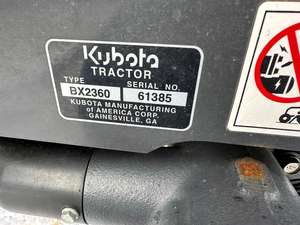 Kubota
TRACTOR
TYPE SERIAL NO.
BX2360 61385
KUBOTA MANUFACTURING
of AMERICA CORP.
GAINESVILLE, GA